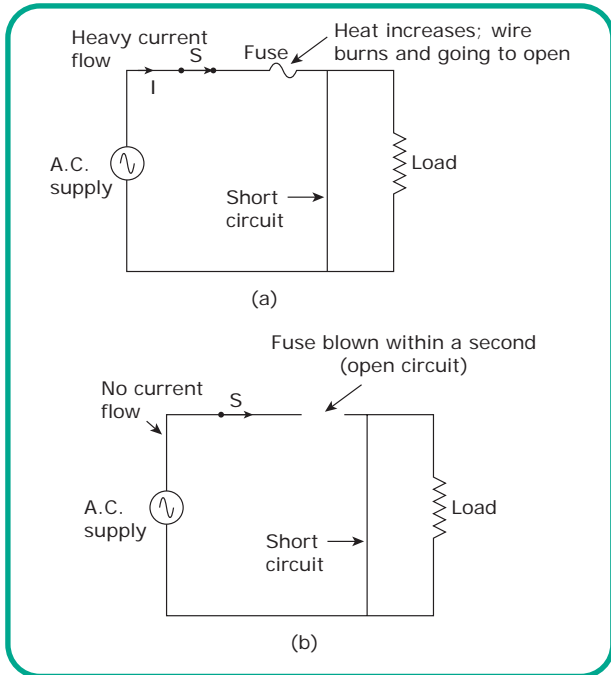 Heavy current
flow
S
I
Fuse
Heat increases; wire
burns and going to open
A.C.
supply
Short
circuit
Load
(a)
Fuse blown within a second
(open circuit)
No current
flow
S
A.C.
supply
Short
circuit
Load
(b)